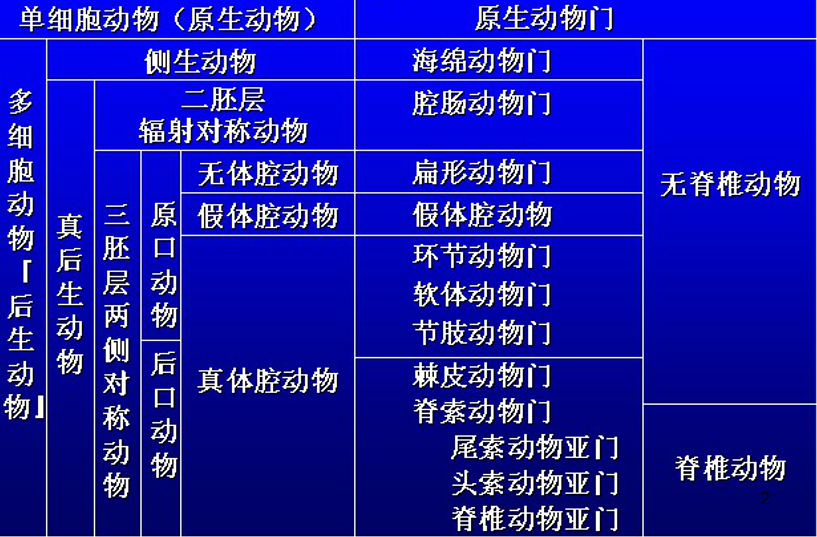 单细胞动物（原生动物）
原生动物门
侧生动物
海绵动物门
多细胞动物「后生动物」
真后生动物
二胚层
辐射对称动物
腔肠动物门
无脊椎动物
三胚层两侧对称动物
原口动物
无体腔动物
扁形动物门
假体腔动物
假体腔动物
环节动物门
软体动物门
节肢动物门
后口动物
真体腔动物
棘皮动物门
脊索动物门
尾索动物亚门
头索动物亚门
脊椎动物亚门
脊椎动物
2